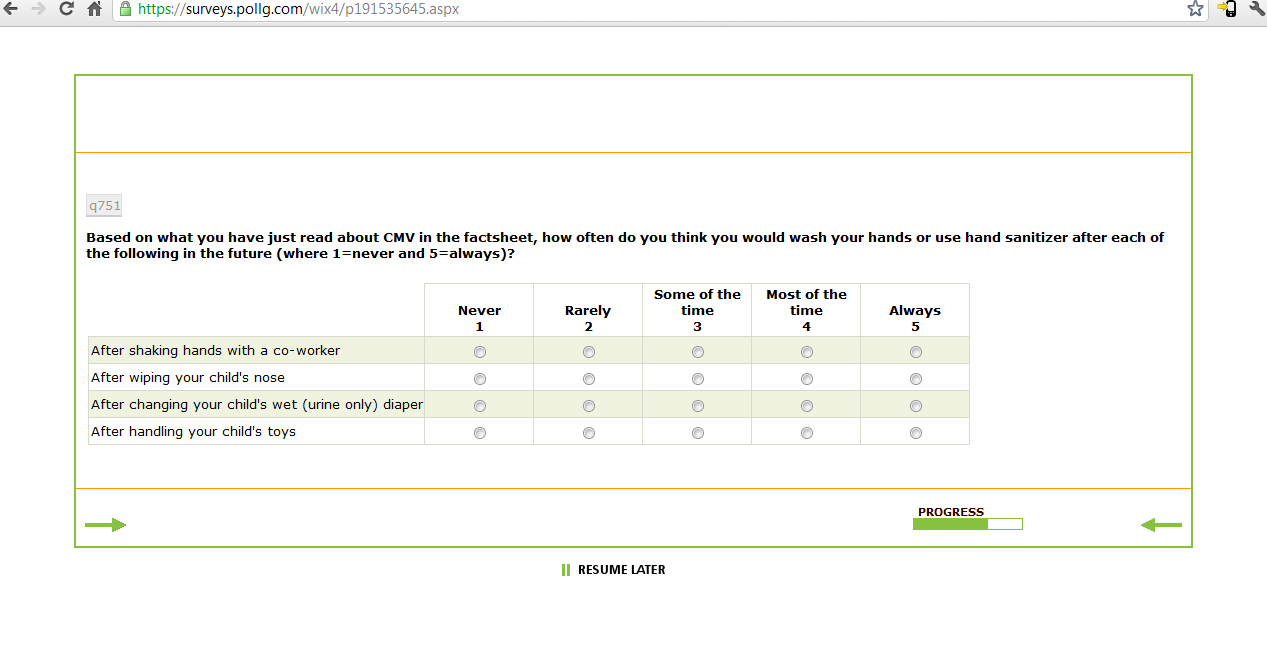 https://surveys.pollg.com/wix4/p191535645.aspx
q751
Based on what you have just read about CMV in the factsheet, how often do you think you would wash your hands or use hand sanitizer after each of
the following in the future (where 1=never and 5=always)?
Never 1 Rarely 2 Some of the time 3 Most of the time 4 Always 5
After shaking hands with a co-worker
After wiping your child's nose
After changing your child's wet (urine only) diaper
After handling your child's toys
PROGRESS
RESUME LATER